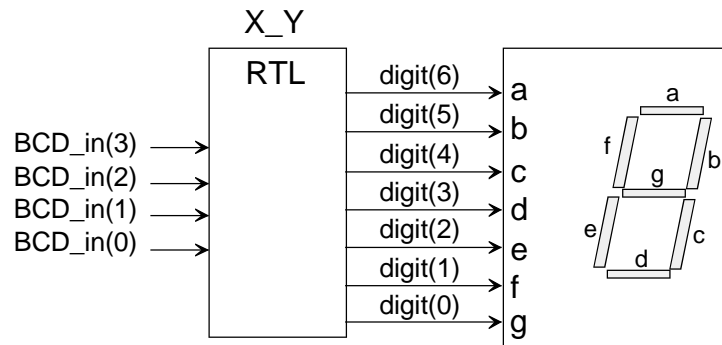 X_Y
RTL
BCD_in(3)
BCD_in(2)
BCD_in(1)
BCD_in(0)
digit(6)
digit(5)
digit(4)
digit(3)
digit(2)
digit(1)
digit(0)
a
b
c
d
e
f
g
a
f
b
g
e
c
d